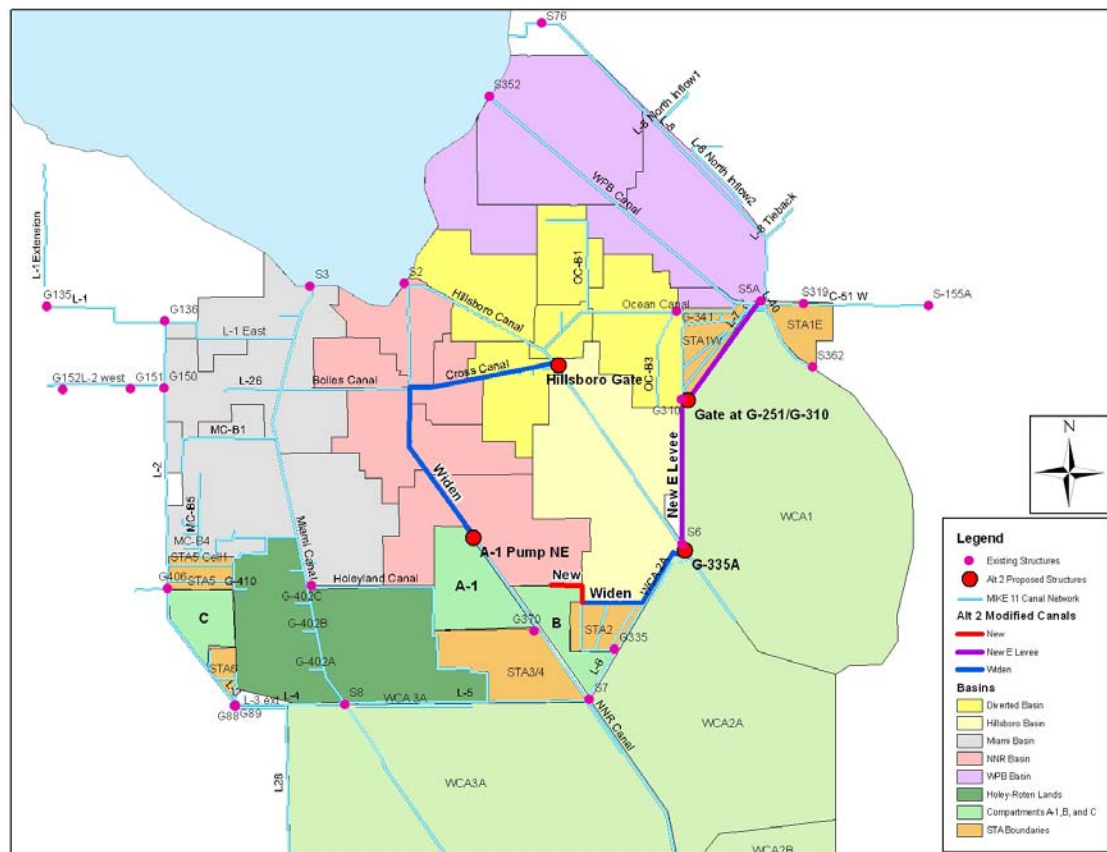 S76
S352
L-8 North Inflow1
L-8
L-8 North Inflow2
WPB Canal
L-8 Tieback
L-1 Extension
OC-B1
S3
S2
S5A
C-51 W
S319
S-155A
G135
L-1
G136
Hillsboro Canal
Ocean Canal
G-341
L-7
L-40
STA1W
STA1E
L-1 East
S362
Cross Canal
Hillsboro Gate
OC-B3
G152
L-2 west
G151
G150
L-26
Bolles Canal
G310
Gate at G-251/G-310
MC-B1
L-2
Widen
New E Levee
N
MC-B5
WCA1
Miami Canal
MC-B4
A-1 Pump NE
S6
G-335A
STA5 Cell1
STA5
G-410
G406
Holeyland Canal
A-1
New
Widen
WCA-2A
G-402C
C
G-402B
G370
B
STA2
G335
G-402A
STA6
STA3/4
L-6
L-3
L-3 ext
L-4
S8
WCA 3A
L-5
S7
G88
G89
NNR Canal
WCA2A
L28
WCA3A
WCA2B
Legend
Existing Structures
Alt 2 Proposed Structures
MIKE 11 Canal Network
Alt 2 Modified Canals
New
New E Levee
Widen
Basins
Diverted Basin
Hillsboro Basin
Miami Basin
NNR Basin
WPB Basin
Holey-Roten Lands
Compartments A-1,B, and C
STA Boundaries